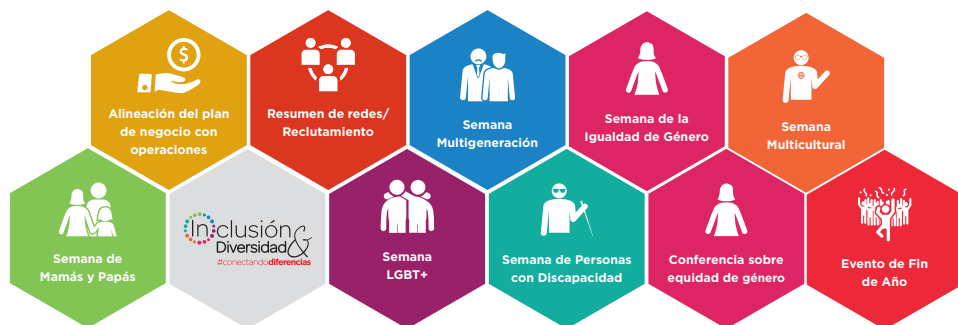 $
Alineación del plan
de negocio con
operaciones
Resumen de redes/
Reclutamiento
Semana
Multigeneración
Semana de la
Igualdad de Género
Semana
Multicultural
Semana de
Mamás y Papás
Inclusión
Diversidad&
#conectandodiferencias
Semana
LGBT+
Semana de Personas
con Discapacidad
Conferencia sobre
equidad de género
Evento de Fin
de Año